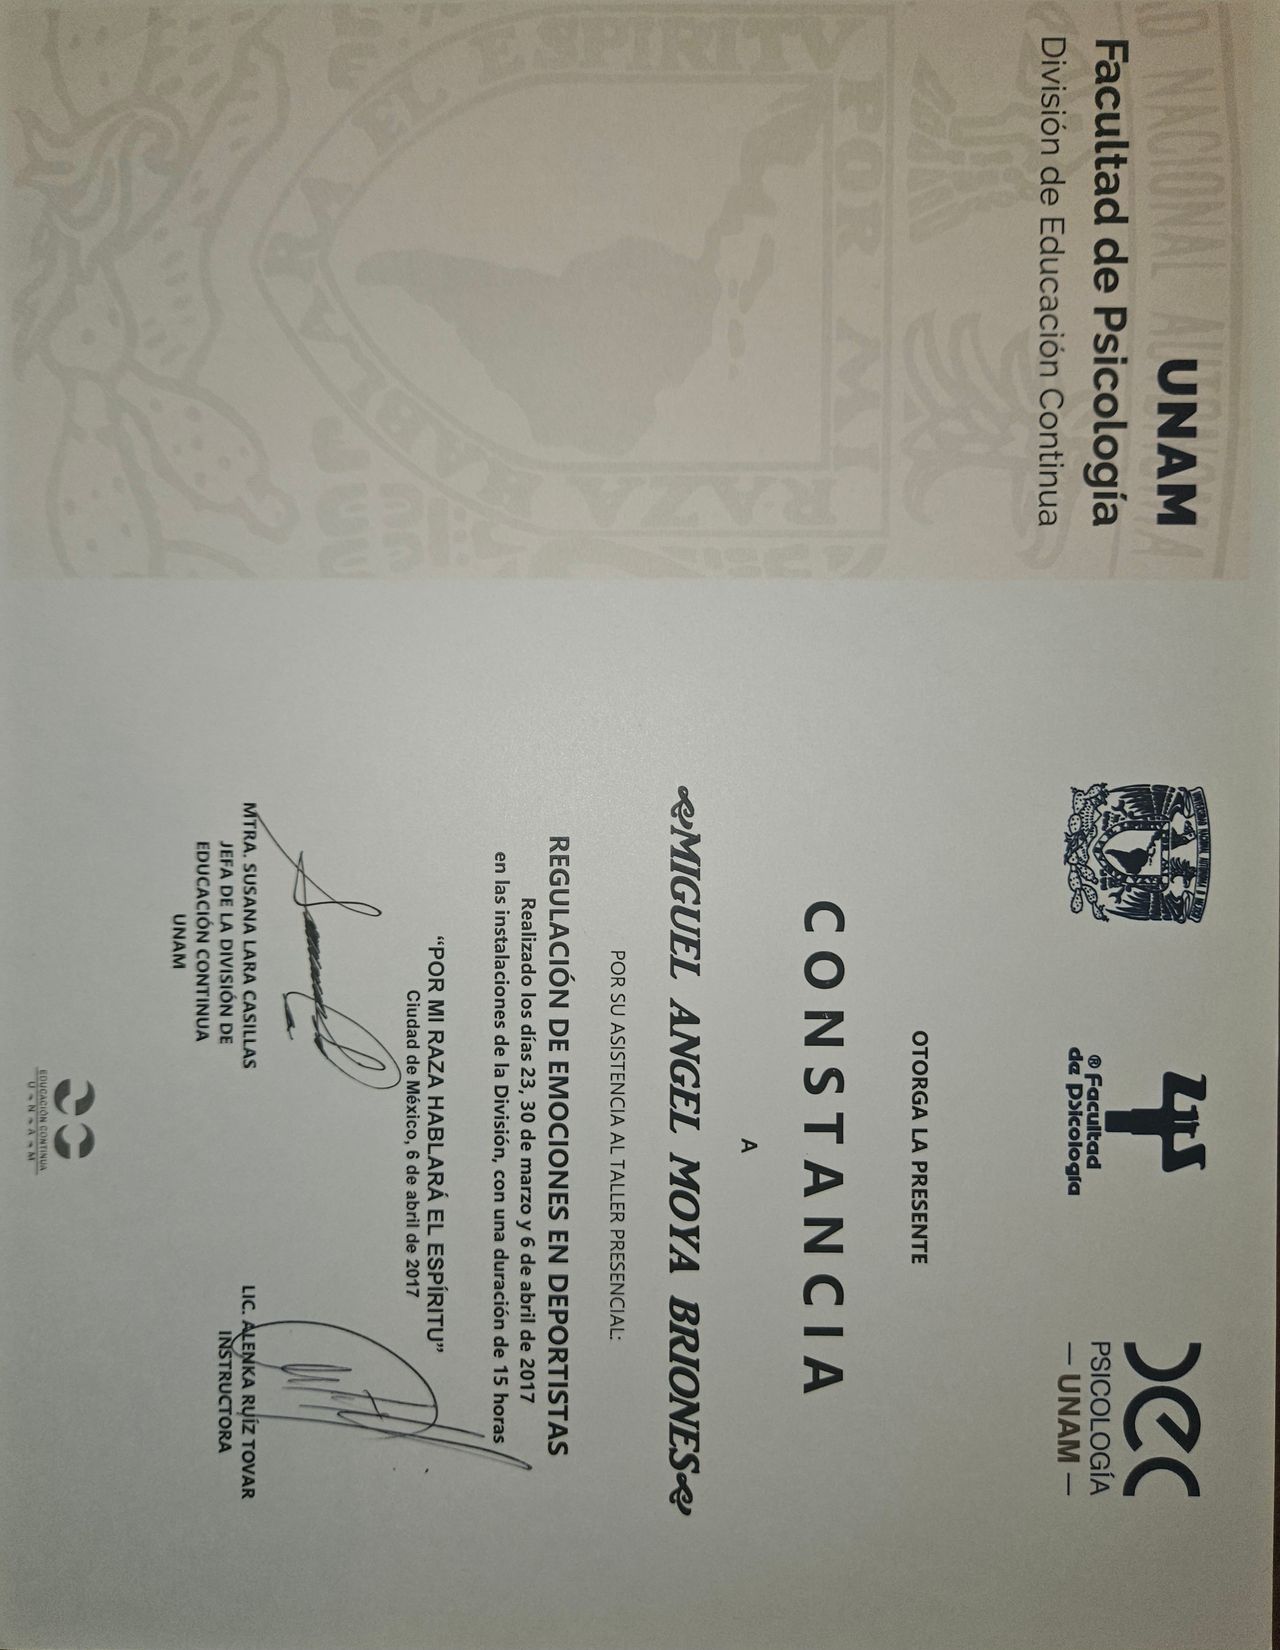 UNAM
Facultad de Psicología
División de Educación Continua
® Facultad
de psicología
DEC
PSICOLOGÍA
— UNAM —
OTORGA LA PRESENTE
CONSTANCIA
A
MIGUEL ANGEL MOYA BRIONES
POR SU ASISTENCIA AL TALLER PRESENCIAL:
REGULACIÓN DE EMOCIONES EN DEPORTISTAS
Realizado los días 23, 30 de marzo y 6 de abril de 2017
en las instalaciones de la División, con una duración de 15 horas
“POR MI RAZA HABLARÁ EL ESPÍRITU”
Ciudad de México, 6 de abril de 2017
MTRA. SUSANA LARA CASILLAS
JEFA DE LA DIVISIÓN DE
EDUCACIÓN CONTINUA
UNAM
LIC. ALENKA RUÍZ TOVAR
INSTRUCTORA
EDUCACIÓN CONTINUA
U • N • A • M